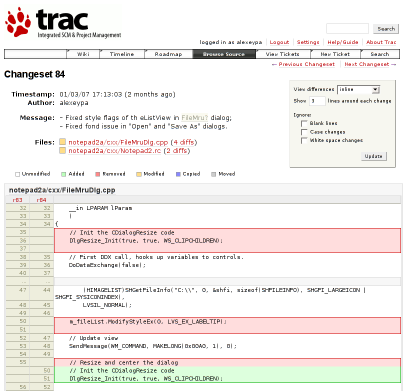 trac
Integrated SCM & Project Management
Search
logged in as alexeypa Logout Settings Help/Guide About Trac
Wiki Timeline Roadmap Browse Source View Tickets New Ticket Search
← Previous Changeset Next Changeset →
Changeset 84
View differences inline
Show 3 lines around each change
Ignore:
Blank lines
Case changes
White space changes
Update
Timestamp: 01/03/07 17:13:03 (2 months ago)
Author: alexeypa
Message: - Fixed style flags of th eListView in FileMru? dialog;
- Fixed fond issue in "Open" and "Save As" dialogs.
Files: notepad2a/cxx/FileMruDlg.cpp (4 diffs)
notepad2a/cxx/Notepad2.rc (2 diffs)
Unmodified Added Removed Modified Copied Moved
notepad2a/cxx/FileMruDlg.cpp
r83 r84
32 32 __in LPARAM lParam
33 33 )
34 34 {
35 // Init the CDialogResize code
36 DlgResize_Init(true, true, WS_CLIPCHILDREN);
37
38 35 // First DDX call, hooks up variables to controls.
39 36 DoDataExchange(false);
40 37
47 44 (HIMAGELIST)SHGetFileInfo("C:\\", 0, &shfi, sizeof(SHFILEINFO), SHGFI_LARGEICON |
SHGFI_SYSICONINDEX),
48 45 LVSIL_NORMAL);
49 46
50 m_fileList.ModifyStyleEx(0, LVS_EX_LABELTIP);
51
52 47 // Update view
53 48 SendMessage(WM_COMMAND, MAKELONG(0x00A0, 1), 0);
54 49
55 // Resize and center the dialog
50 // Init the CDialogResize code
51 DlgResize_Init(true, true, WS_CLIPCHILDREN);
56 52